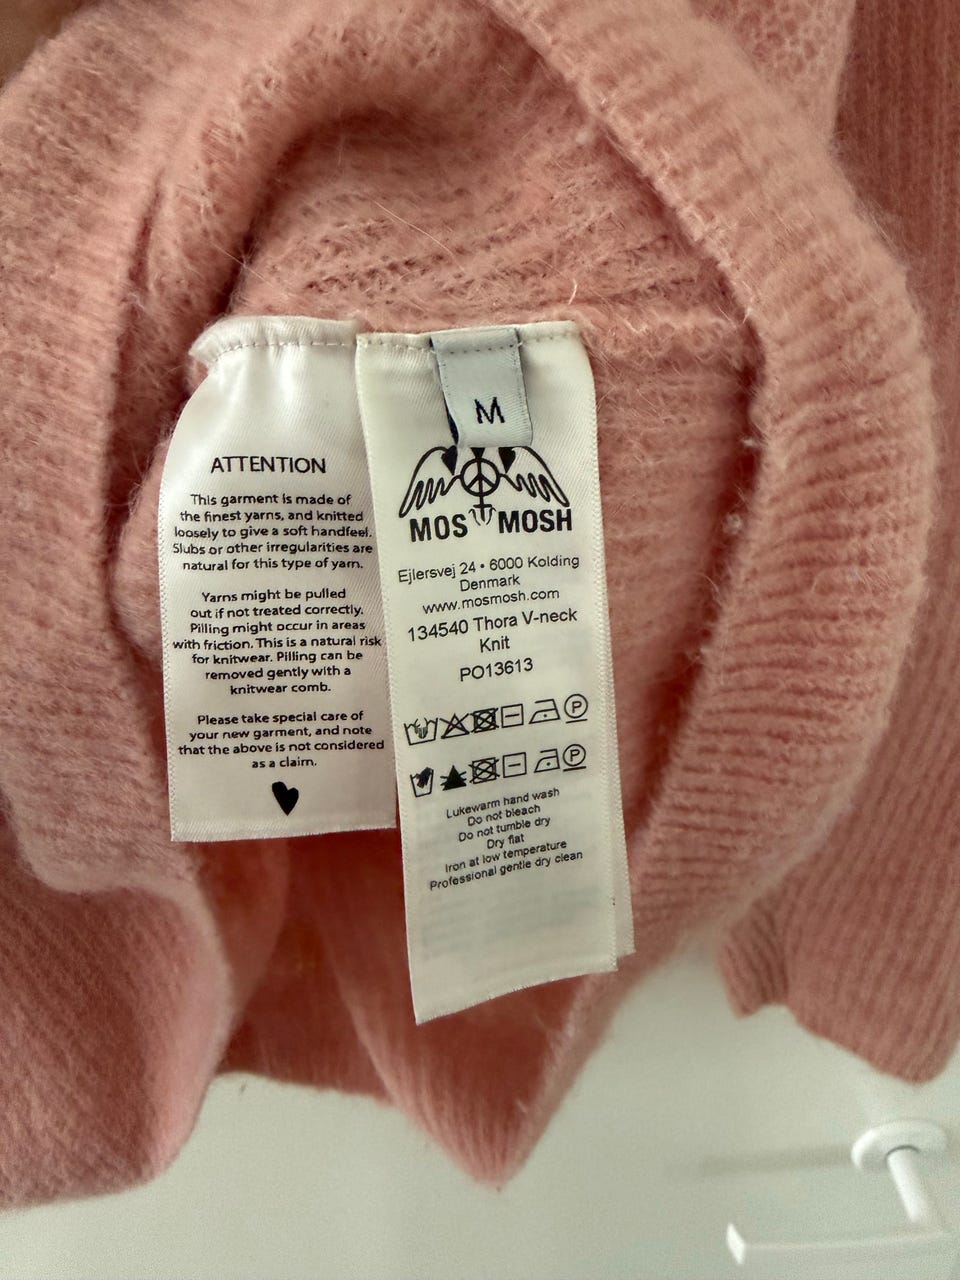 ATTENTION
This garment is made of
the finest yarns, and knitted
loosely to give a soft handfeel.
Slubs or other irregularities are
natural for this type of yarn.
Yarns might be pulled
out if not treated correctly.
Pilling might occur in areas
with friction. This is a natural risk
for knitwear. Pilling can be
removed gently with a
knitwear comb.
Please take special care of
your new garment, and note
that the above is not considered
as a claim.
M
MOS MOSH
Ejlersvej 24 • 6000 Kolding
Denmark
www.mosmosh.com
134540 Thora V-neck
Knit
PO13613
P
P
Lukewarm hand wash
Do not bleach
Do not tumble dry
Dry flat
Iron at low temperature
Professional gentle dry clean